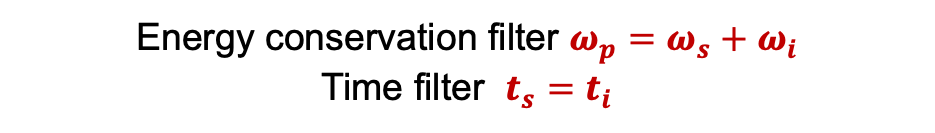 Energy conservation filter ωₚ = ωₛ + ωᵢ
Time filter tₛ = tᵢ